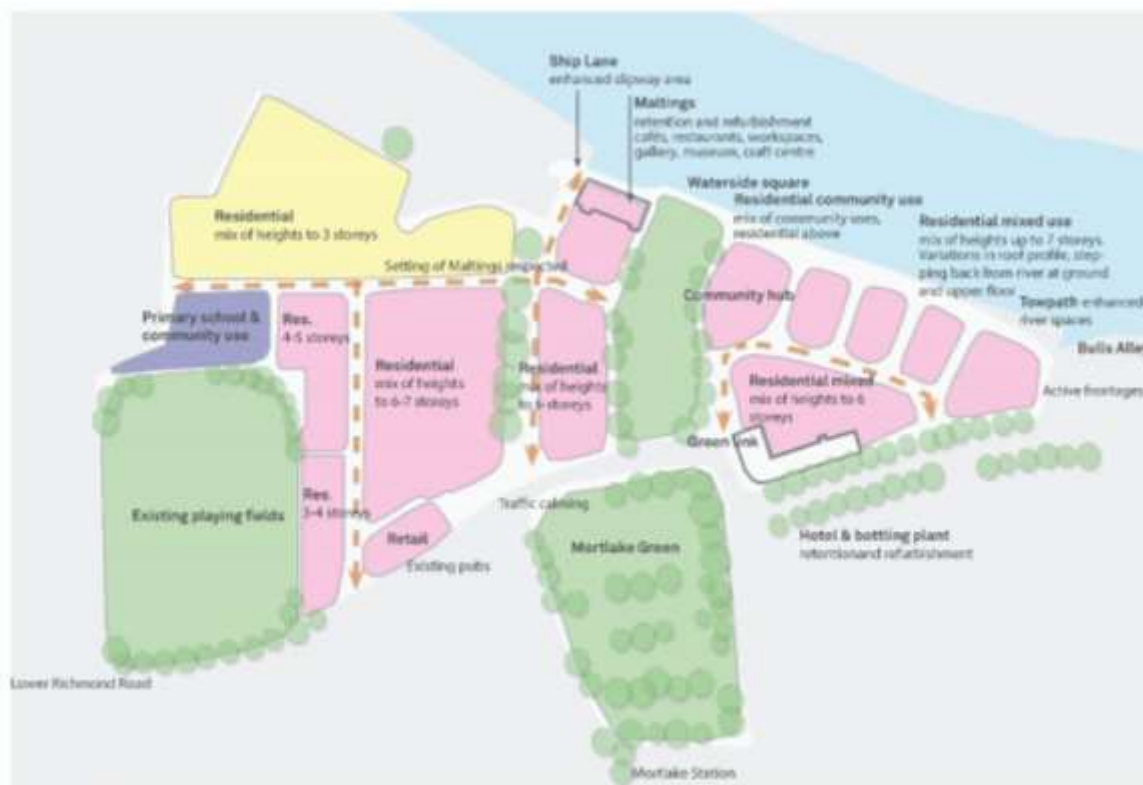 Ship Lane
enhanced slipway area
Maltings
retention and refurbishment
cafés, restaurants, workspaces,
gallery, museum, craft centre
Waterside square
Residential community use
mix of community uses,
residential above
Residential mixed use
mix of heights up to 7 storeys.
Variations in roof profile, step-
ping back from river at ground
and upper floor
Towpath enhanced
river spaces
Bulls Alley
Active frontages
Residential
mix of heights to 3 storeys
Setting of Maltings respected
Primary school &
community use
Res.
4-5 storeys
Residential
mix of heights
to 6-7 storeys
Residential
mix of heights
to 6 storeys
Community hub
Residential mixed
mix of heights to 6
storeys
Green link
Existing playing fields
Res.
3-4 storeys
Retail
Existing pubs
Traffic calming
Mortlake Green
Hotel & bottling plant
retentionand refurbishment
Lower Richmond Road
Mortlake Station